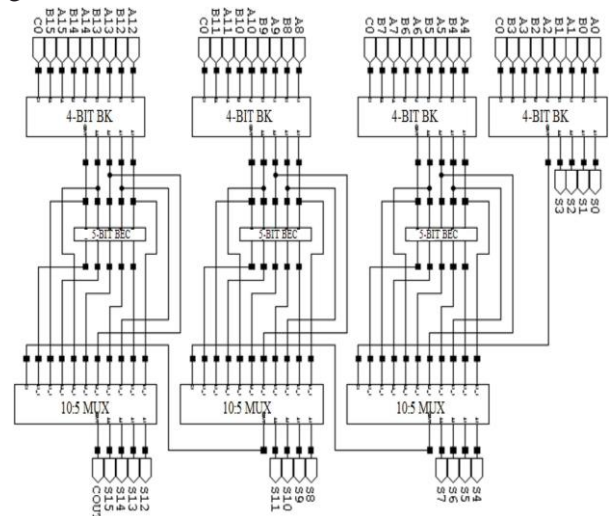 C0 B15 A15 B14 A14 B13 A13 B12 A12
C0 B11 A11 B10 A10 B9 A9 B8 A8
C0 B7 A7 B6 A6 B5 A5 B4 A4
C0 B3 A3 B2 A2 B1 A1 B0 A0
4-BIT BK
4-BIT BK
4-BIT BK
4-BIT BK
S3 S2 S1 S0
5-BIT BEC
5-BIT BEC
5-BIT BEC
10:5 MUX
10:5 MUX
10:5 MUX
S15 S14 S13 S12
S11 S10 S9 S8
S7 S6 S5 S4